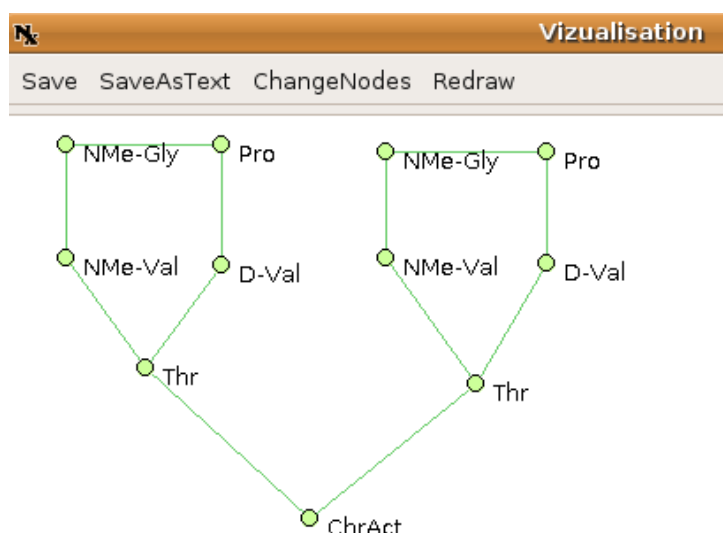 Vizualisation
Save SaveAsText ChangeNodes Redraw
NMe-Gly Pro NMe-Gly Pro
NMe-Val D-Val NMe-Val D-Val
Thr Thr
ChrAct